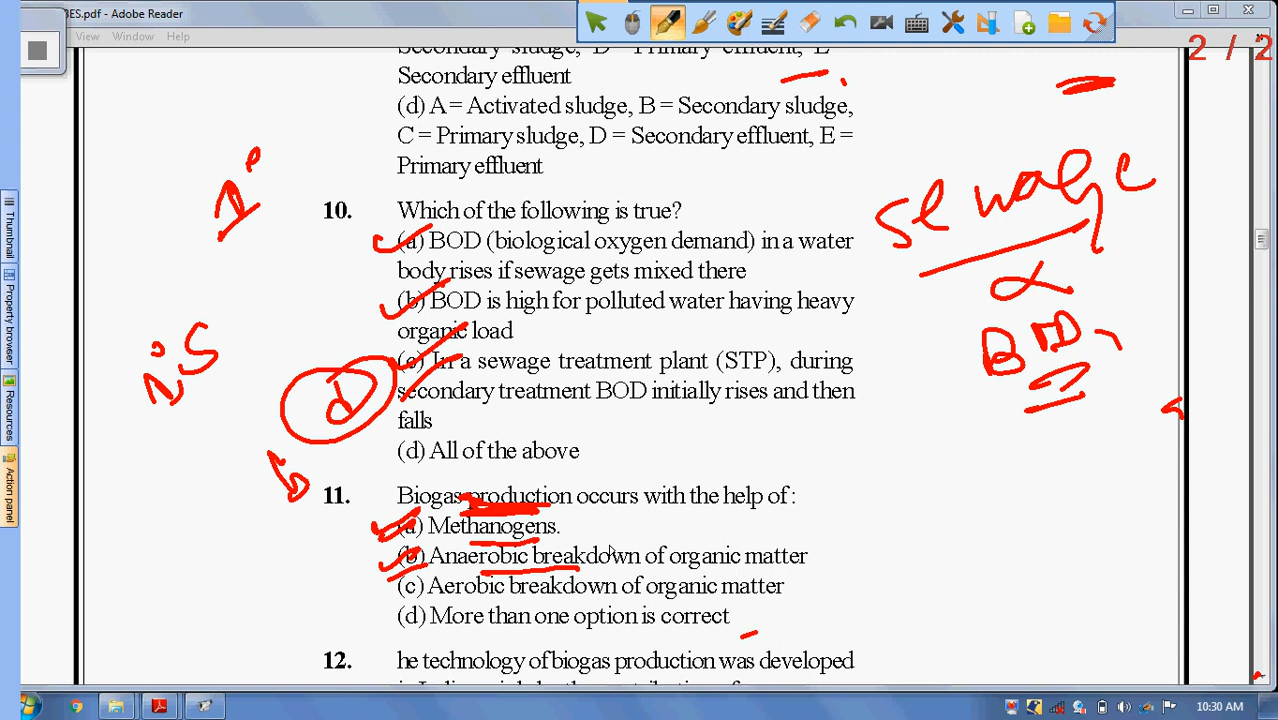 BES.pdf - Adobe Reader
View Window Help
2 / 2
Secondary sludge, D = Primary effluent, E =
Secondary effluent
(d) A = Activated sludge, B = Secondary sludge,
C = Primary sludge, D = Secondary effluent, E =
Primary effluent
10. Which of the following is true?
(a) BOD (biological oxygen demand) in a water
body rises if sewage gets mixed there
(b) BOD is high for polluted water having heavy
organic load
(c) In a sewage treatment plant (STP), during
secondary treatment BOD initially rises and then
falls
(d) All of the above
11. Biogas production occurs with the help of :
(a) Methanogens.
(b) Anaerobic breakdown of organic matter
(c) Aerobic breakdown of organic matter
(d) More than one option is correct
12. he technology of biogas production was developed
sewage
α
BOD
d
is
Thumbnail
Property browser
Resources
Action panel
10:30 AM